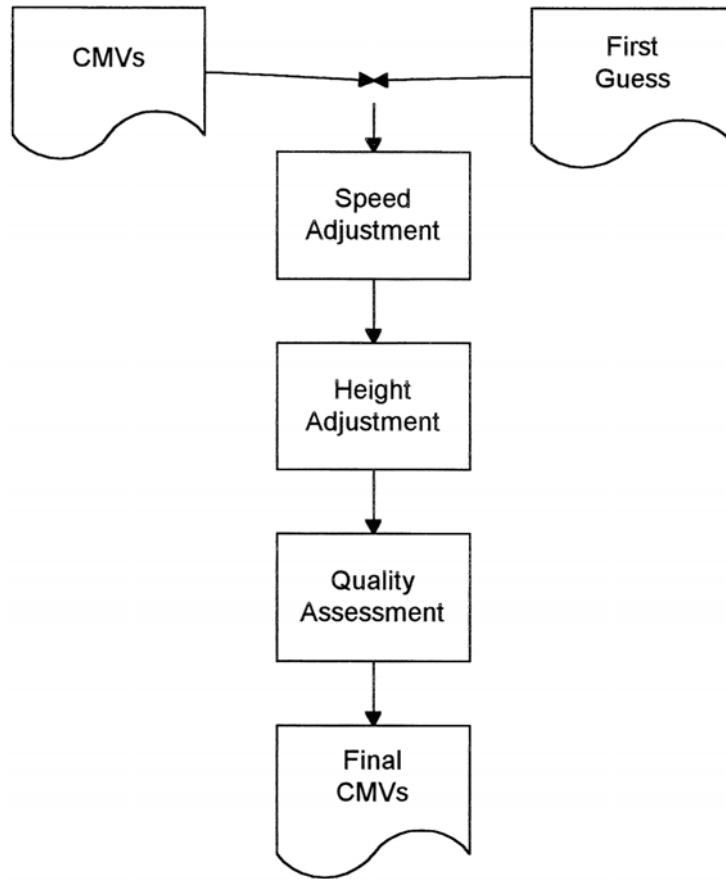 CMVs
First
Guess
Speed
Adjustment
Height
Adjustment
Quality
Assessment
Final
CMVs